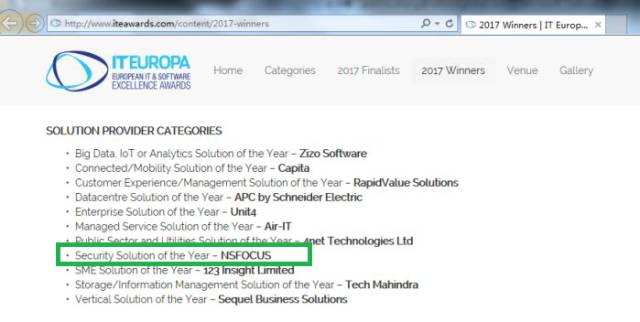 http://www.iteawards.com/content/2017-winners
2017 Winners | IT Europ...
IT EUROPA
EUROPEAN IT & SOFTWARE
EXCELLENCE AWARDS
Home Categories 2017 Finalists 2017 Winners Venue Gallery
SOLUTION PROVIDER CATEGORIES
• Big Data, IoT or Analytics Solution of the Year – Zizo Software
• Connected/Mobility Solution of the Year – Capita
• Customer Experience/Management Solution of the Year – RapidValue Solutions
• Datacentre Solution of the Year – APC by Schneider Electric
• Enterprise Solution of the Year – Unit4
• Managed Service Solution of the Year – Air-IT
• Public Sector and Utilities Solution of the Year – 4net Technologies Ltd
• Security Solution of the Year – NSFOCUS
• SME Solution of the Year – 123 Insight Limited
• Storage/Information Management Solution of the Year – Tech Mahindra
• Vertical Solution of the Year – Sequel Business Solutions